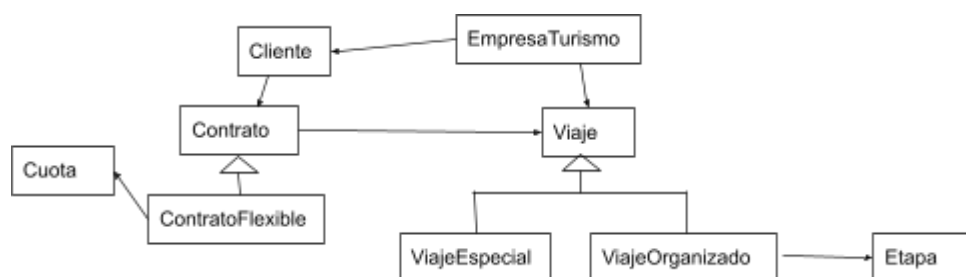 EmpresaTurismo
Cliente
Contrato
Viaje
Cuota
ContratoFlexible
ViajeEspecial
ViajeOrganizado
Etapa